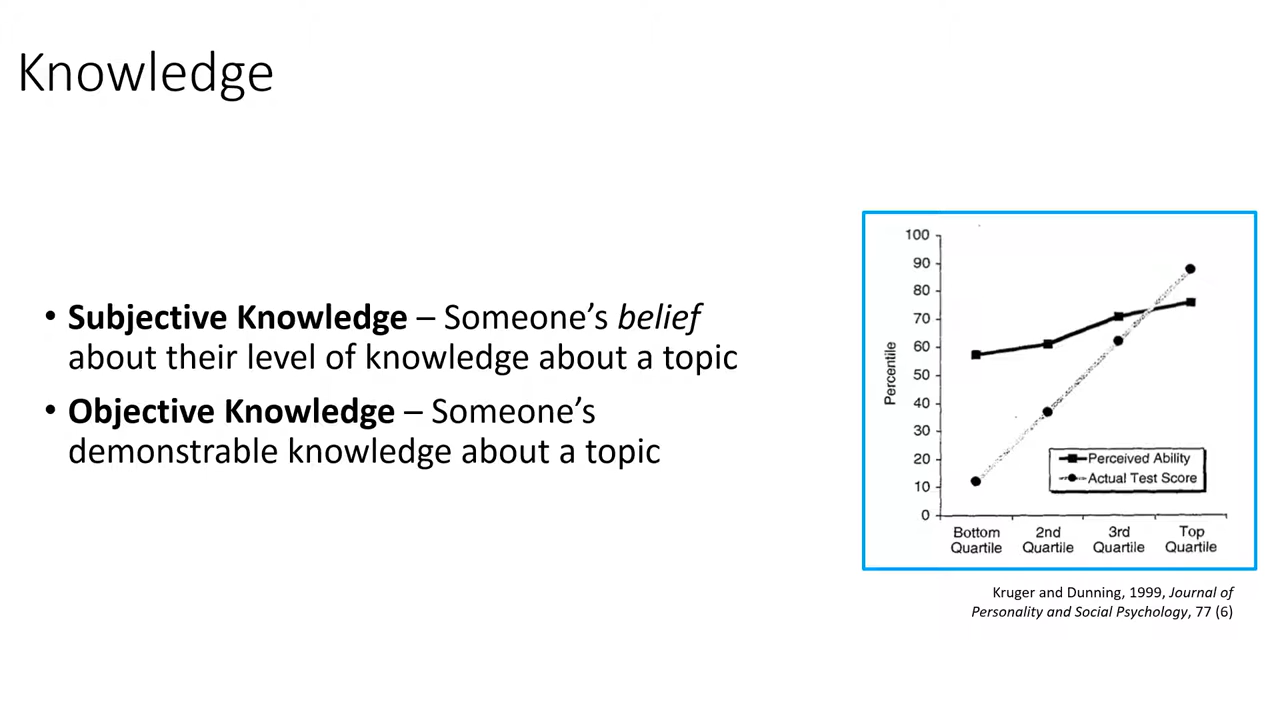 Knowledge
• Subjective Knowledge – Someone’s belief
about their level of knowledge about a topic
• Objective Knowledge – Someone’s
demonstrable knowledge about a topic
100
90
80
70
60
50
40
30
20
10
0
Percentile
Perceived Ability
Actual Test Score
Bottom
Quartile
2nd
Quartile
3rd
Quartile
Top
Quartile
Kruger and Dunning, 1999, Journal of
Personality and Social Psychology, 77 (6)